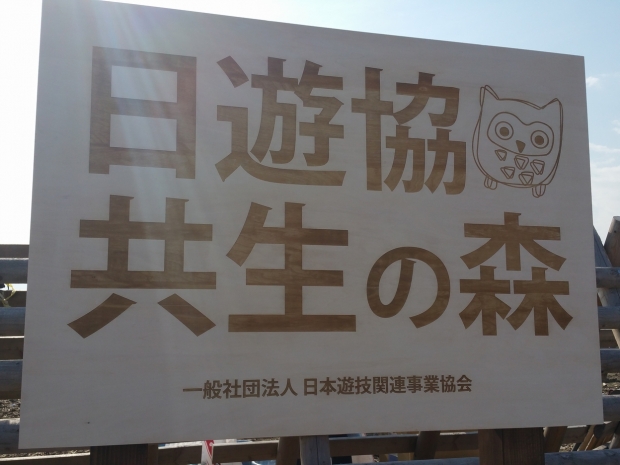 日遊協
共生の森
一般社団法人 日本遊技関連事業協会